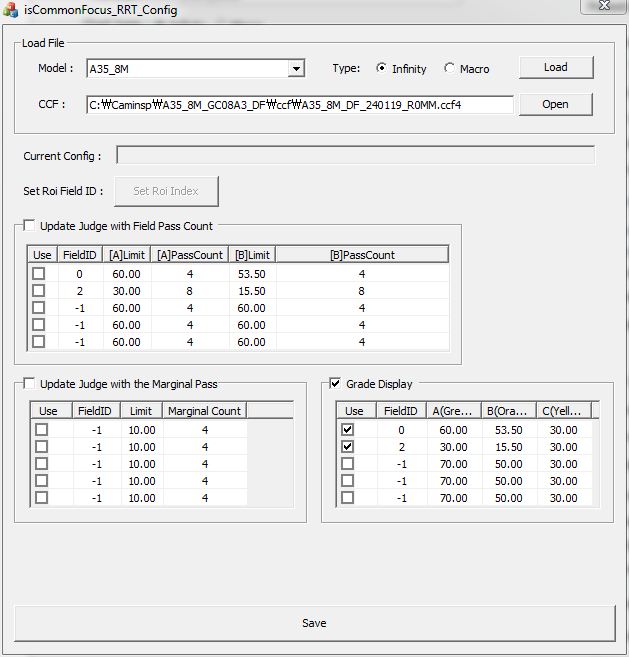 isCommonFocus_RRT_Config
Load File
Model : A35_8M Type: Infinity Macro Load
CCF : C:₩Caminsp₩A35_8M_GC08A3_DF₩ccf₩A35_8M_DF_240119_R0MM.ccf4 Open
Current Config :
Set Roi Field ID : Set Roi Index
Update Judge with Field Pass Count
Use FieldID [A]Limit [A]PassCount [B]Limit [B]PassCount
0 60.00 4 53.50 4
2 30.00 8 15.50 8
-1 60.00 4 60.00 4
-1 60.00 4 60.00 4
-1 60.00 4 60.00 4
Update Judge with the Marginal Pass
Use FieldID Limit Marginal Count
-1 10.00 4
-1 10.00 4
-1 10.00 4
-1 10.00 4
-1 10.00 4
Grade Display
Use FieldID A(Gre... B(Ora... C(Yell...
0 60.00 53.50 30.00
2 30.00 15.50 30.00
-1 70.00 50.00 30.00
-1 70.00 50.00 30.00
-1 70.00 50.00 30.00
Save